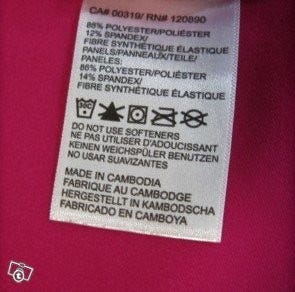 CA# 00319/ RN# 120890
88% POLYESTER/POLIÉSTER
12% SPANDEX/
FIBRE SYNTHÉTIQUE ÉLASTIQUE
PANELS/PANNEAUX/TEILE/
PANELES:
86% POLYESTER/POLIÉSTER
14% SPANDEX/
FIBRE SYNTHÉTIQUE ÉLASTIQUE
DO NOT USE SOFTENERS
NE PAS UTILISER D'ADOUCISSANT
KEINEN WEICHSPÜLER BENUTZEN
NO USAR SUAVIZANTES
MADE IN CAMBODIA
FABRIQUE AU CAMBODGE
HERGESTELLT IN KAMBODSCHA
FABRICADO EN CAMBOYA